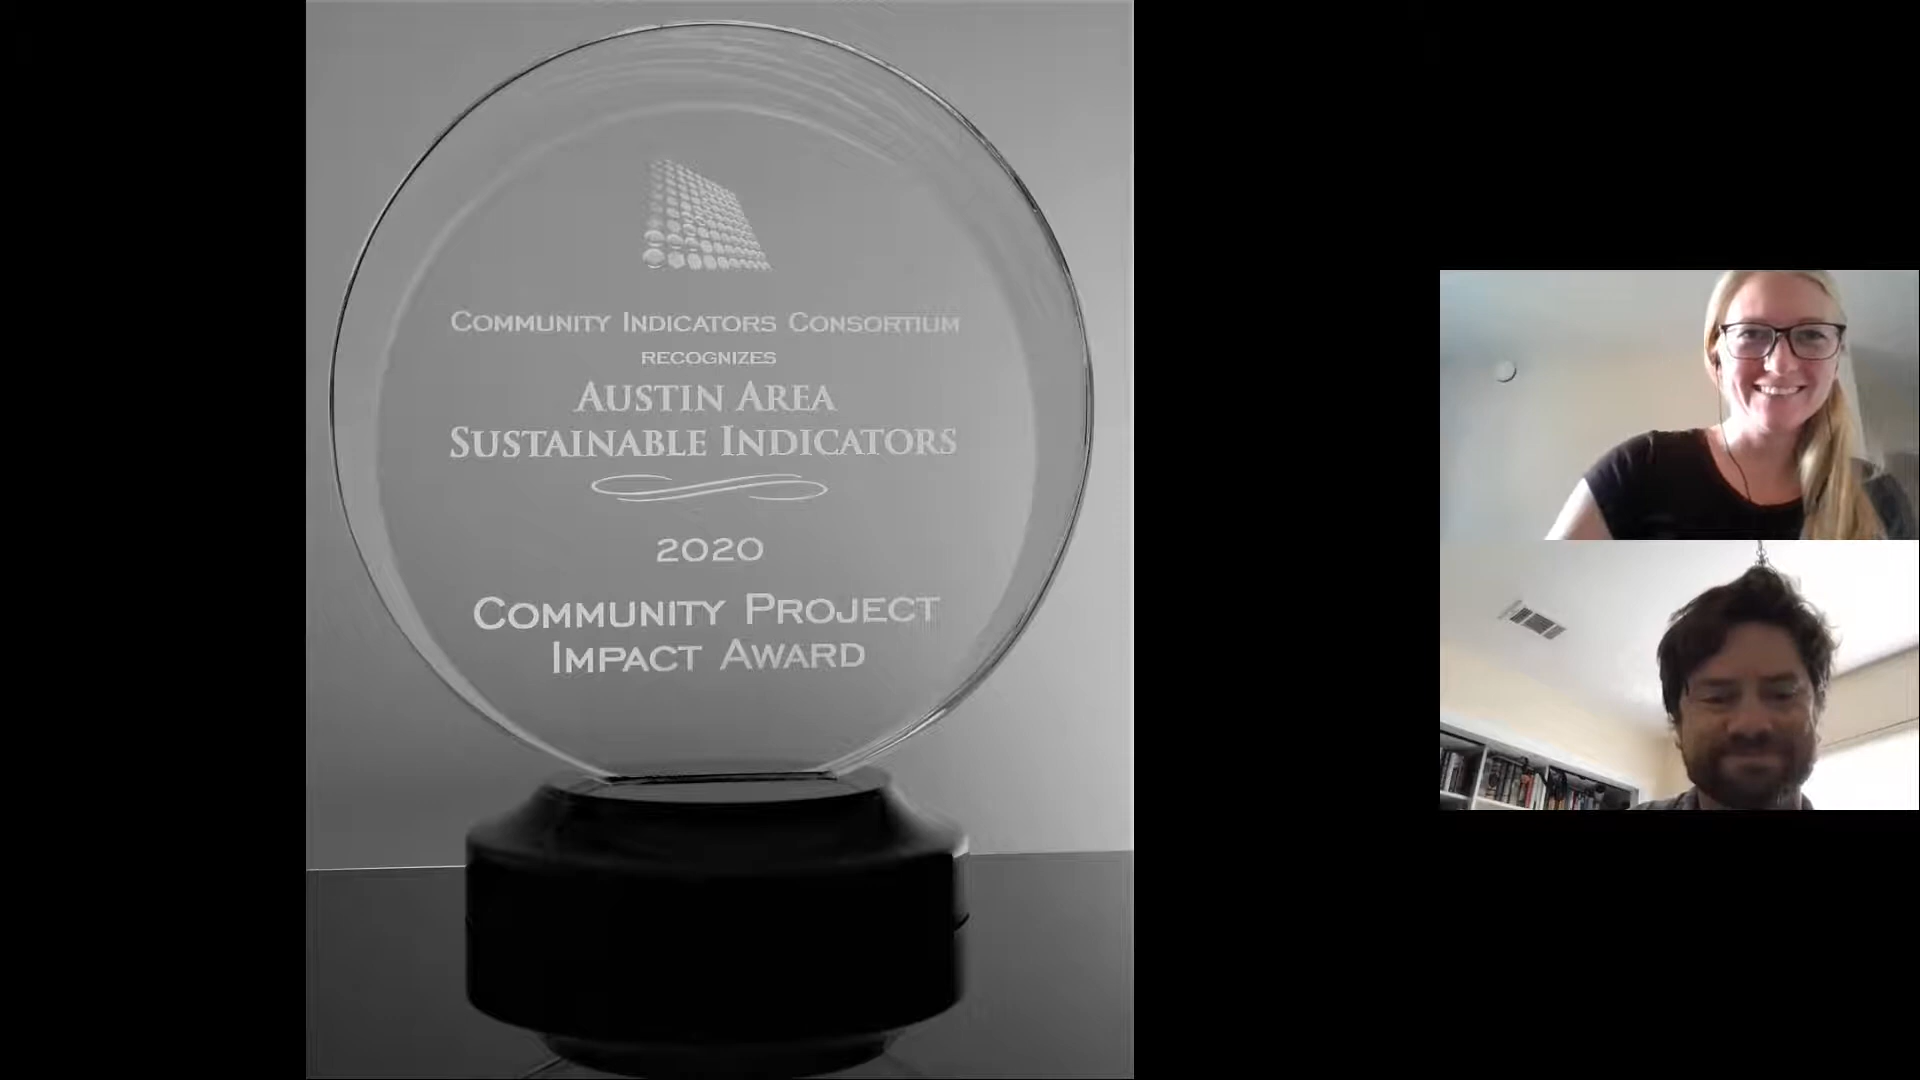 COMMUNITY INDICATORS CONSORTIUM
RECOGNIZES
AUSTIN AREA
SUSTAINABLE INDICATORS
2020
COMMUNITY PROJECT
IMPACT AWARD